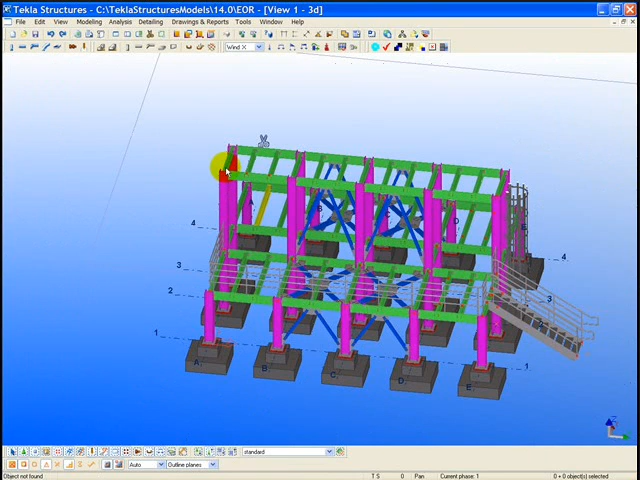 Tekla Structures - C:\TeklaStructuresModels\14.0\EOR - [View 1 - 3d]
File Edit View Modeling Analysis Detailing Drawings & Reports Tools Window Help
Wind X
4
4
3
3
2
1
1
A
B
C
D
E
standard
Auto
Outline planes
Object not found
T S
0
Pan
Current phase: 1
0 + 0 object(s) selected